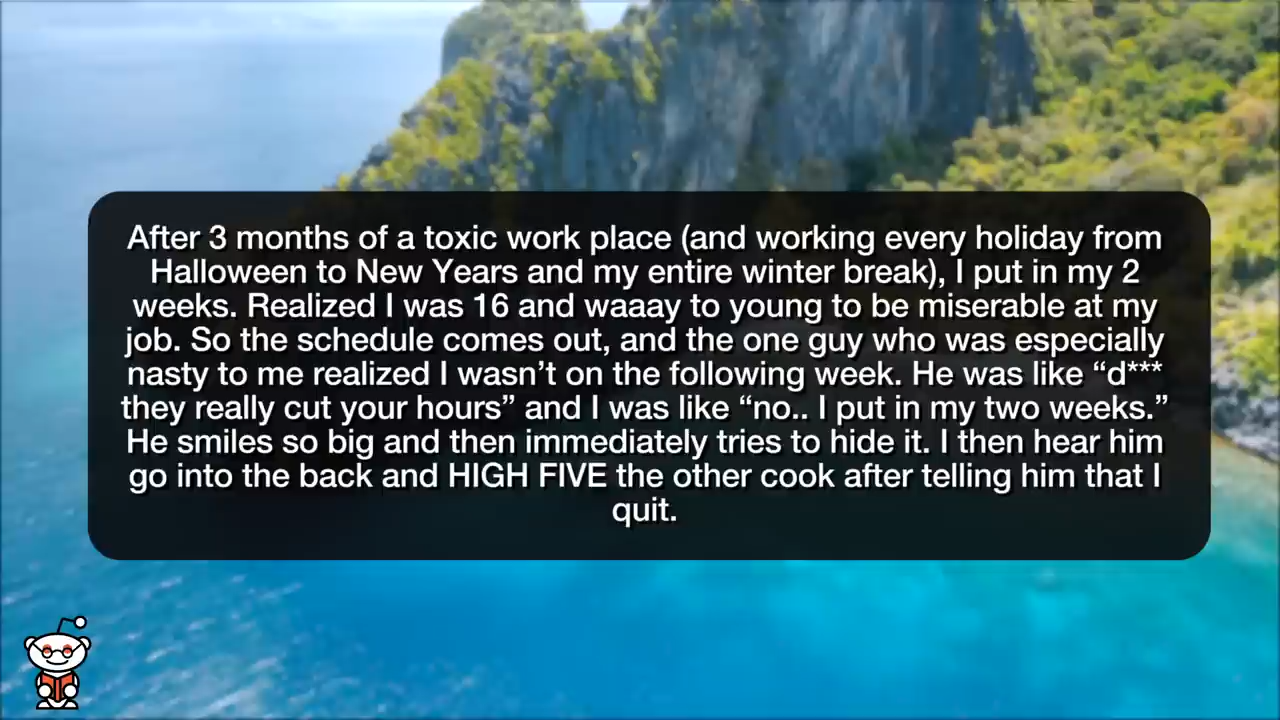 After 3 months of a toxic work place (and working every holiday from
Halloween to New Years and my entire winter break), I put in my 2
weeks. Realized I was 16 and waaay to young to be miserable at my
job. So the schedule comes out, and the one guy who was especially
nasty to me realized I wasn’t on the following week. He was like “d***
they really cut your hours” and I was like “no.. I put in my two weeks.”
He smiles so big and then immediately tries to hide it. I then hear him
go into the back and HIGH FIVE the other cook after telling him that I
quit.